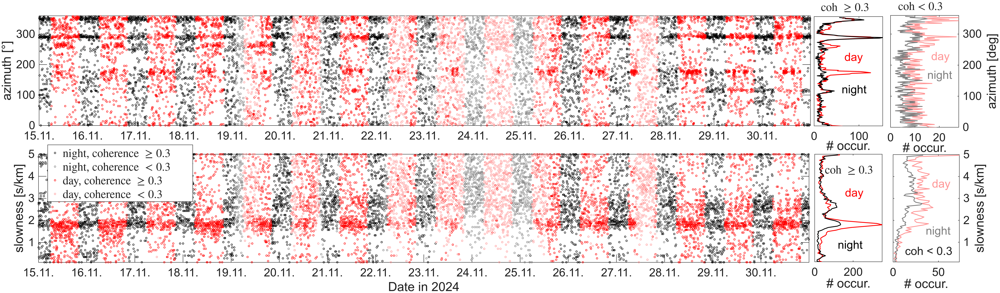 coh ≥ 0.3
coh < 0.3
azimuth [°]
300
200
100
0
15.11. 16.11. 17.11. 18.11. 19.11. 20.11. 21.11. 22.11. 23.11. 24.11. 25.11. 26.11. 27.11. 28.11. 29.11. 30.11.
day
night
0 100
# occur.
day
night
0 10 20
# occur.
300
200
100
0
azimuth [deg]
slowness [s/km]
5
4
3
2
1
night, coherence ≥ 0.3
night, coherence < 0.3
day, coherence ≥ 0.3
day, coherence < 0.3
15.11. 16.11. 17.11. 18.11. 19.11. 20.11. 21.11. 22.11. 23.11. 24.11. 25.11. 26.11. 27.11. 28.11. 29.11. 30.11.
Date in 2024
coh ≥ 0.3
day
night
0 200
# occur.
day
night
coh < 0.3
0 50
# occur.
5
4
3
2
1
slowness [s/km]